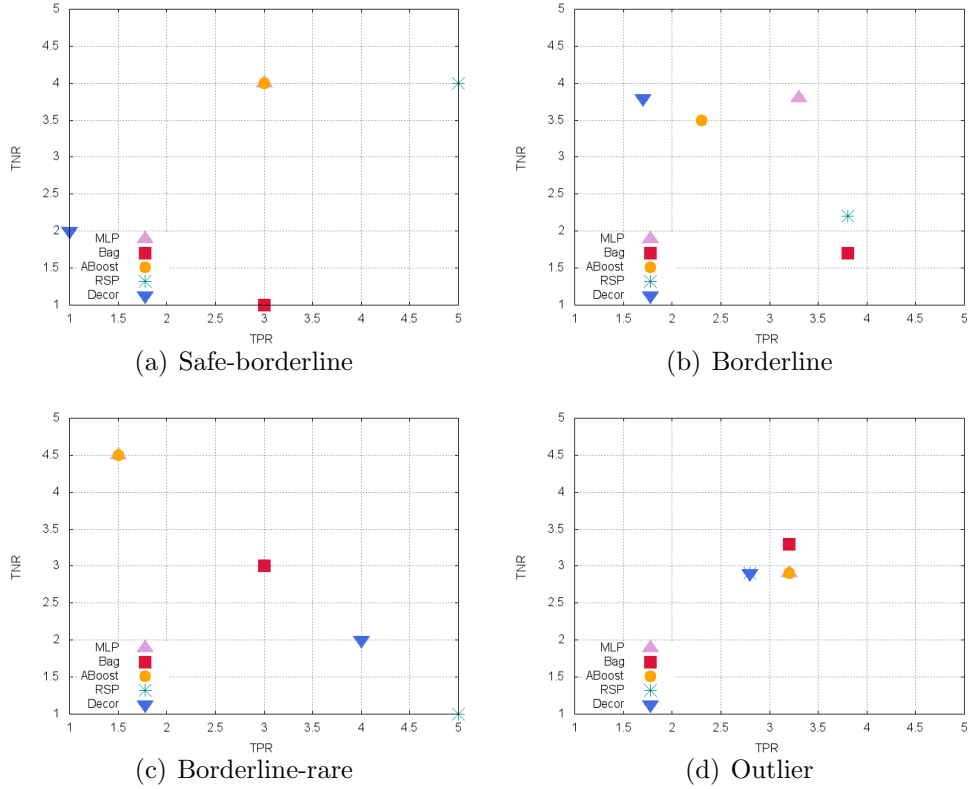 5
4.5
4
3.5
3
2.5
2
1.5
1
TNR
MLP
Bag
ABoost
RSP
Decor
1 1.5 2 2.5 3 3.5 4 4.5 5
TPR
(a) Safe-borderline
5
4.5
4
3.5
3
2.5
2
1.5
1
TNR
MLP
Bag
ABoost
RSP
Decor
1 1.5 2 2.5 3 3.5 4 4.5 5
TPR
(b) Borderline
5
4.5
4
3.5
3
2.5
2
1.5
1
TNR
MLP
Bag
ABoost
RSP
Decor
1 1.5 2 2.5 3 3.5 4 4.5 5
TPR
(c) Borderline-rare
5
4.5
4
3.5
3
2.5
2
1.5
1
TNR
MLP
Bag
ABoost
RSP
Decor
1 1.5 2 2.5 3 3.5 4 4.5 5
TPR
(d) Outlier